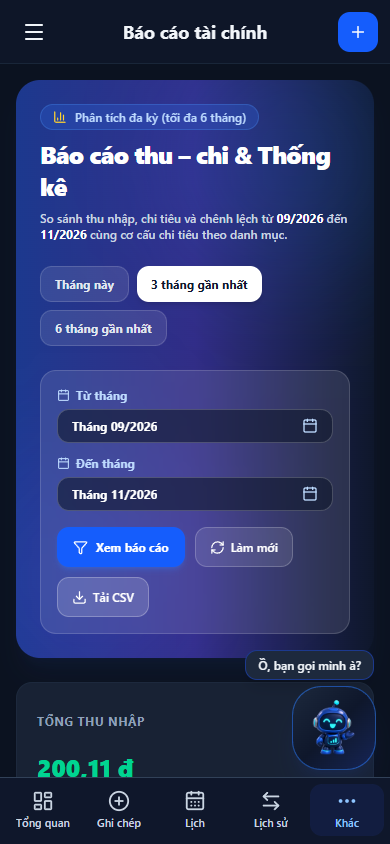 Báo cáo tài chính
Phân tích đa kỳ (tối đa 6 tháng)
Báo cáo thu – chi & Thống
kê
So sánh thu nhập, chi tiêu và chênh lệch từ 09/2026 đến
11/2026 cùng cơ cấu chi tiêu theo danh mục.
Tháng này
3 tháng gần nhất
6 tháng gần nhất
Từ tháng
Tháng 09/2026
Đến tháng
Tháng 11/2026
Xem báo cáo
Làm mới
Tải CSV
Ồ, bạn gọi mình à?
TỔNG THU NHẬP
200,11 đ
Tổng quan
Ghi chép
Lịch
Lịch sử
Khác